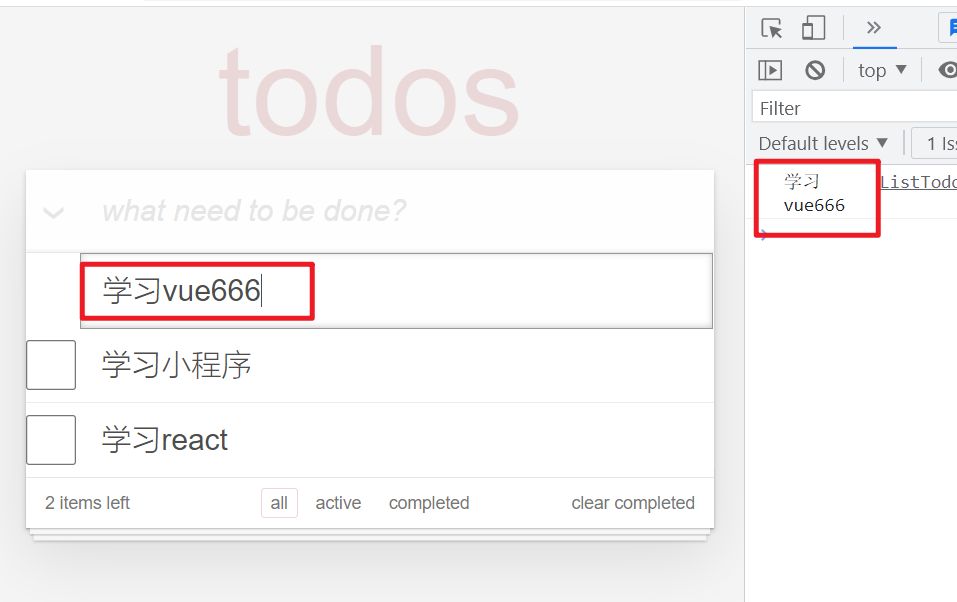 todos
what need to be done?
学习vue666
学习小程序
学习react
2 items left all active completed clear completed
top
Filter
Default levels 1
学习
vue666